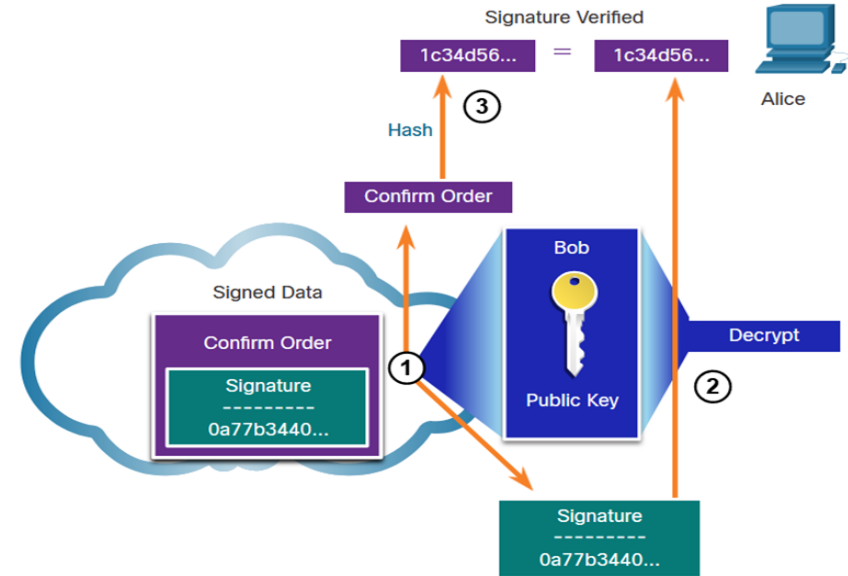 Signature Verified
1c34d56... = 1c34d56...
Alice
3
Hash
Confirm Order
Bob
Signed Data
Confirm Order
Decrypt
1
Signature
---------
0a77b3440...
Public Key
2
Signature
---------
0a77b3440...